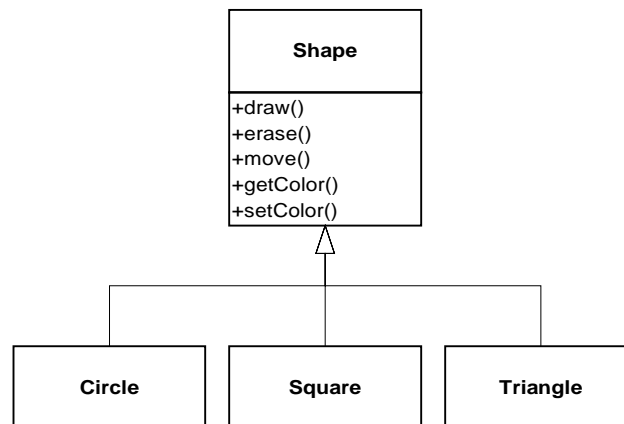 Shape
+draw()
+erase()
+move()
+getColor()
+setColor()
Circle
Square
Triangle